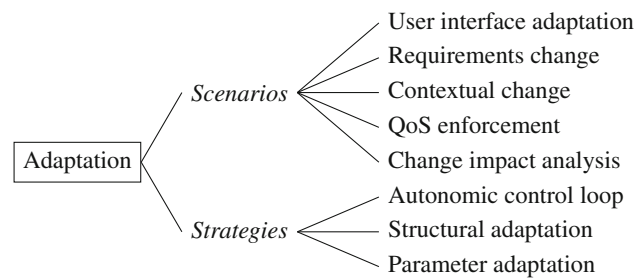 User interface adaptation
Requirements change
Scenarios
Contextual change
QoS enforcement
Adaptation
Change impact analysis
Autonomic control loop
Strategies
Structural adaptation
Parameter adaptation